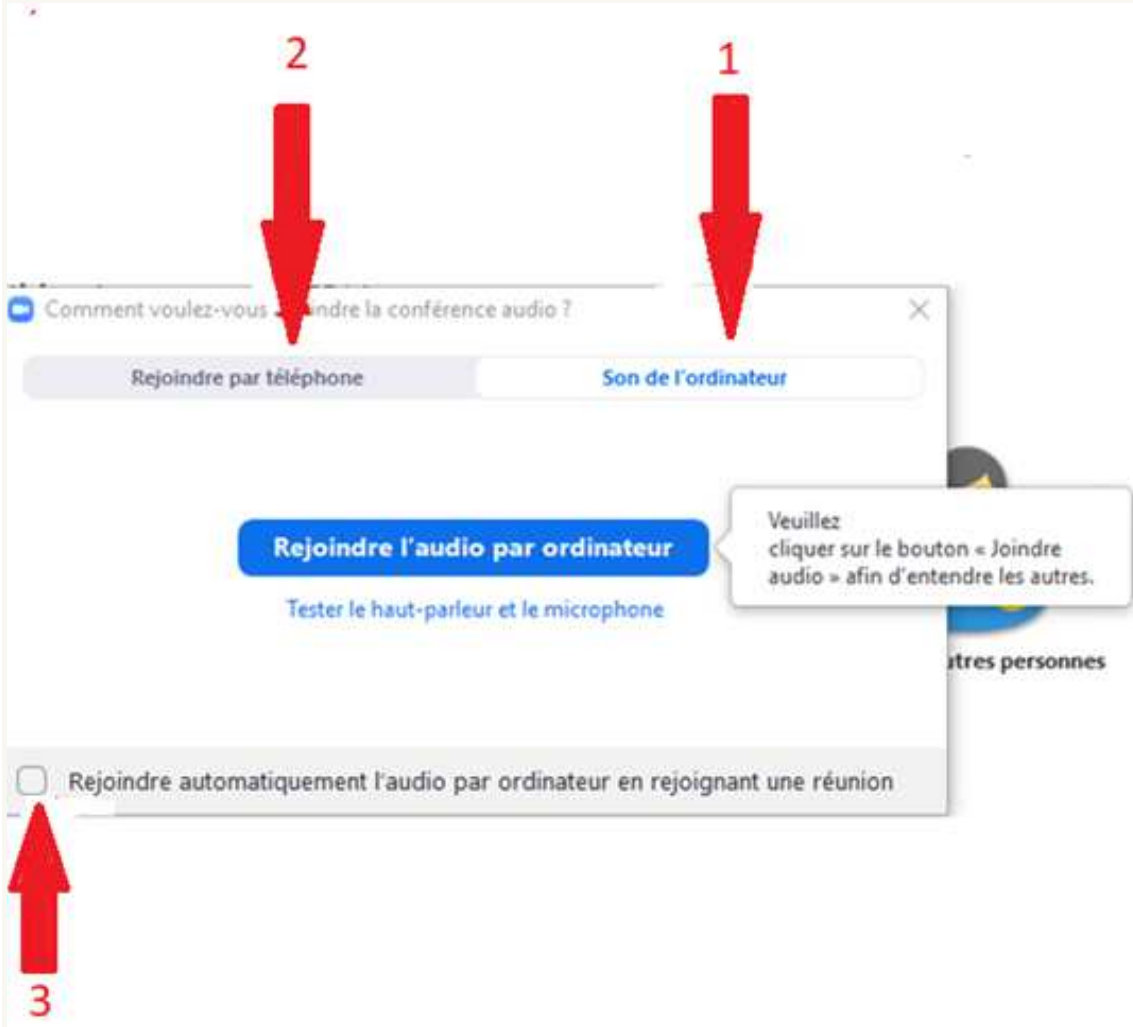 2
1
Comment voulez-vous indre la conférence audio ?
Rejoindre par téléphone
Son de l'ordinateur
Rejoindre l'audio par ordinateur
Veuillez
cliquer sur le bouton « Joindre
audio » afin d'entendre les autres.
Tester le haut-parleur et le microphone
utres personnes
Rejoindre automatiquement l'audio par ordinateur en rejoignant une réunion
3